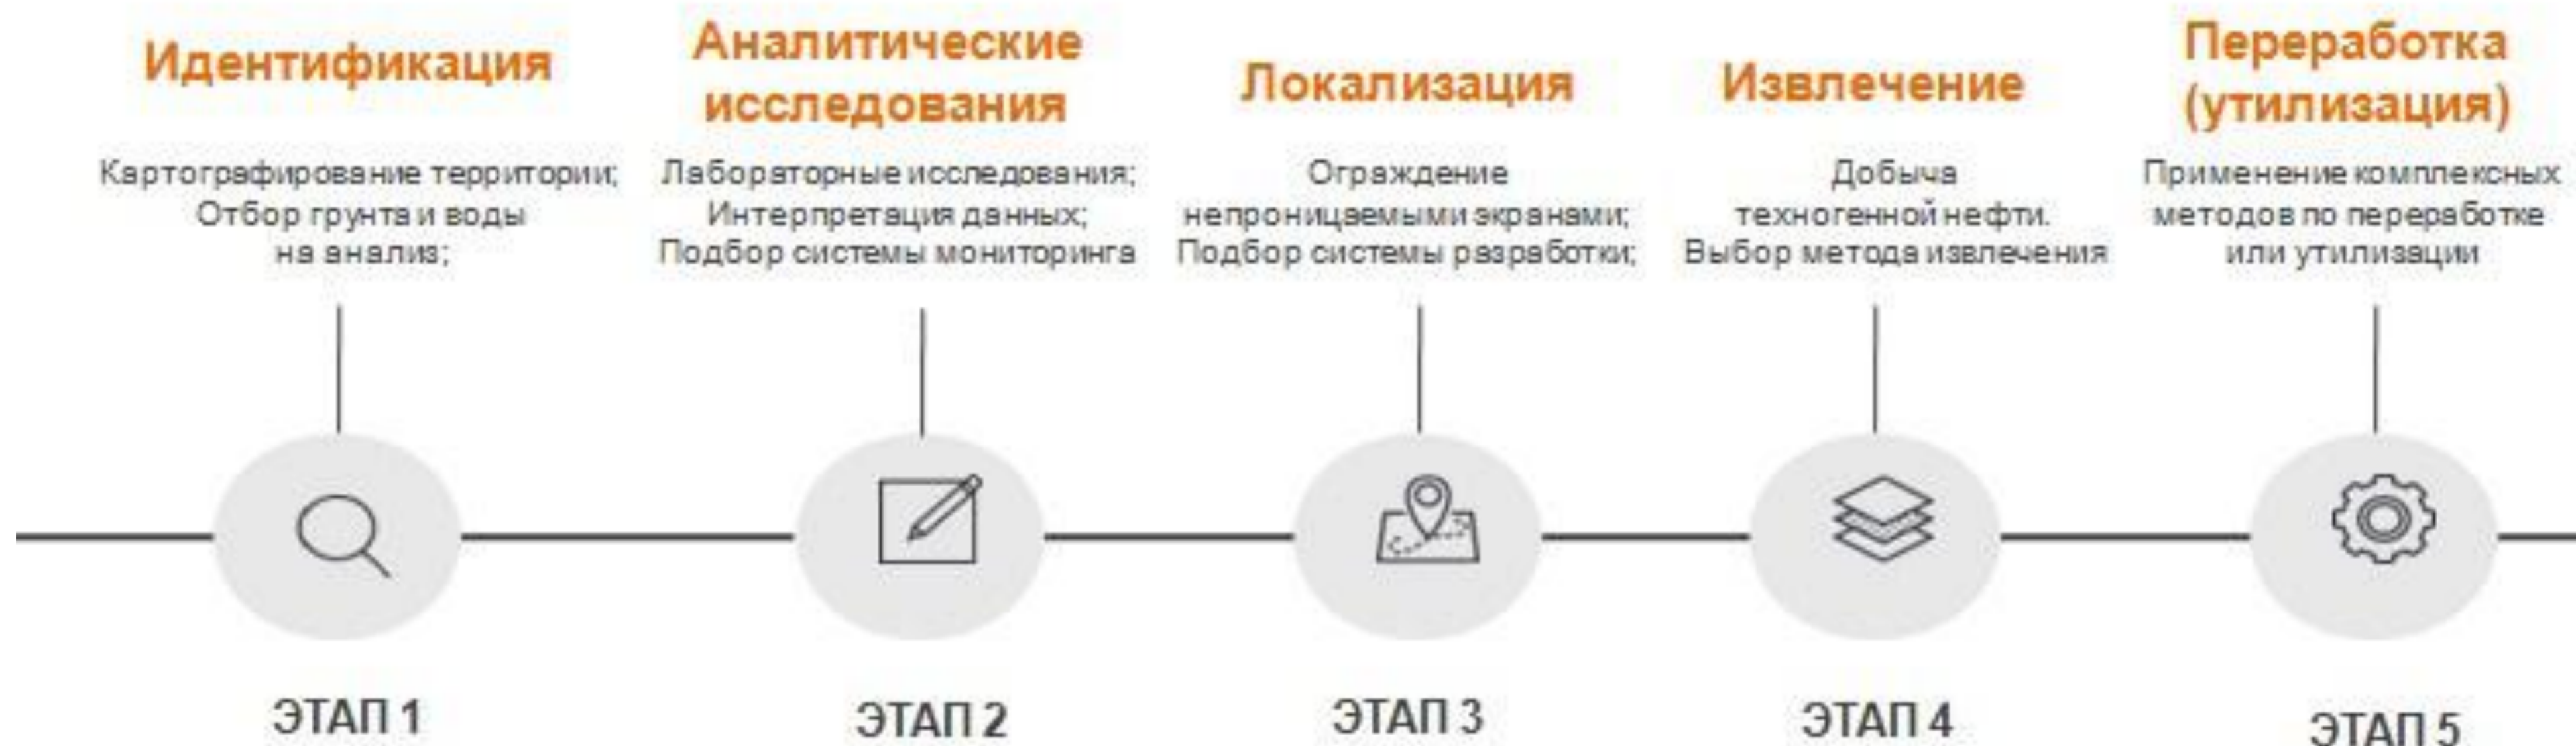 Идентификация
Картографирование территории;
Отбор грунта и воды
на анализ;
ЭТАП 1
Аналитические
исследования
Лабораторные исследования;
Интерпретация данных;
Подбор системы мониторинга
ЭТАП 2
Локализация
Ограждение
непроницаемыми экранами;
Подбор системы разработки;
ЭТАП 3
Извлечение
Добыча
техногенной нефти.
Выбор метода извлечения
ЭТАП 4
Переработка
(утилизация)
Применение комплексных
методов по переработке
или утилизации
ЭТАП 5